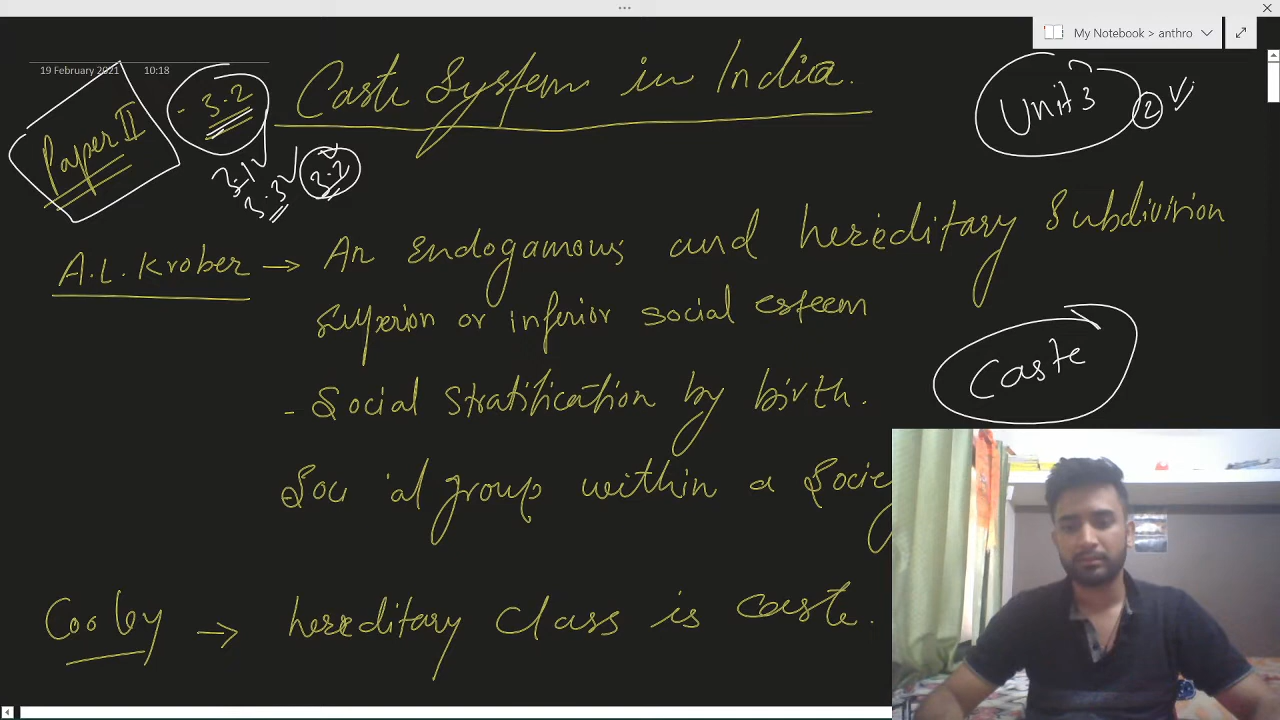 My Notebook > anthro
19 February 2021 10:18
Caste System in India.
Paper II
- 3.2
3.1
3.3
3.2
Unit 3
2
A.L. Krober → An Endogamous and hereditary Subdivision
Superior or inferior social esteem
Caste
- Social Stratification by birth.
Social group within a Socie
Cooley → hereditary class is caste.